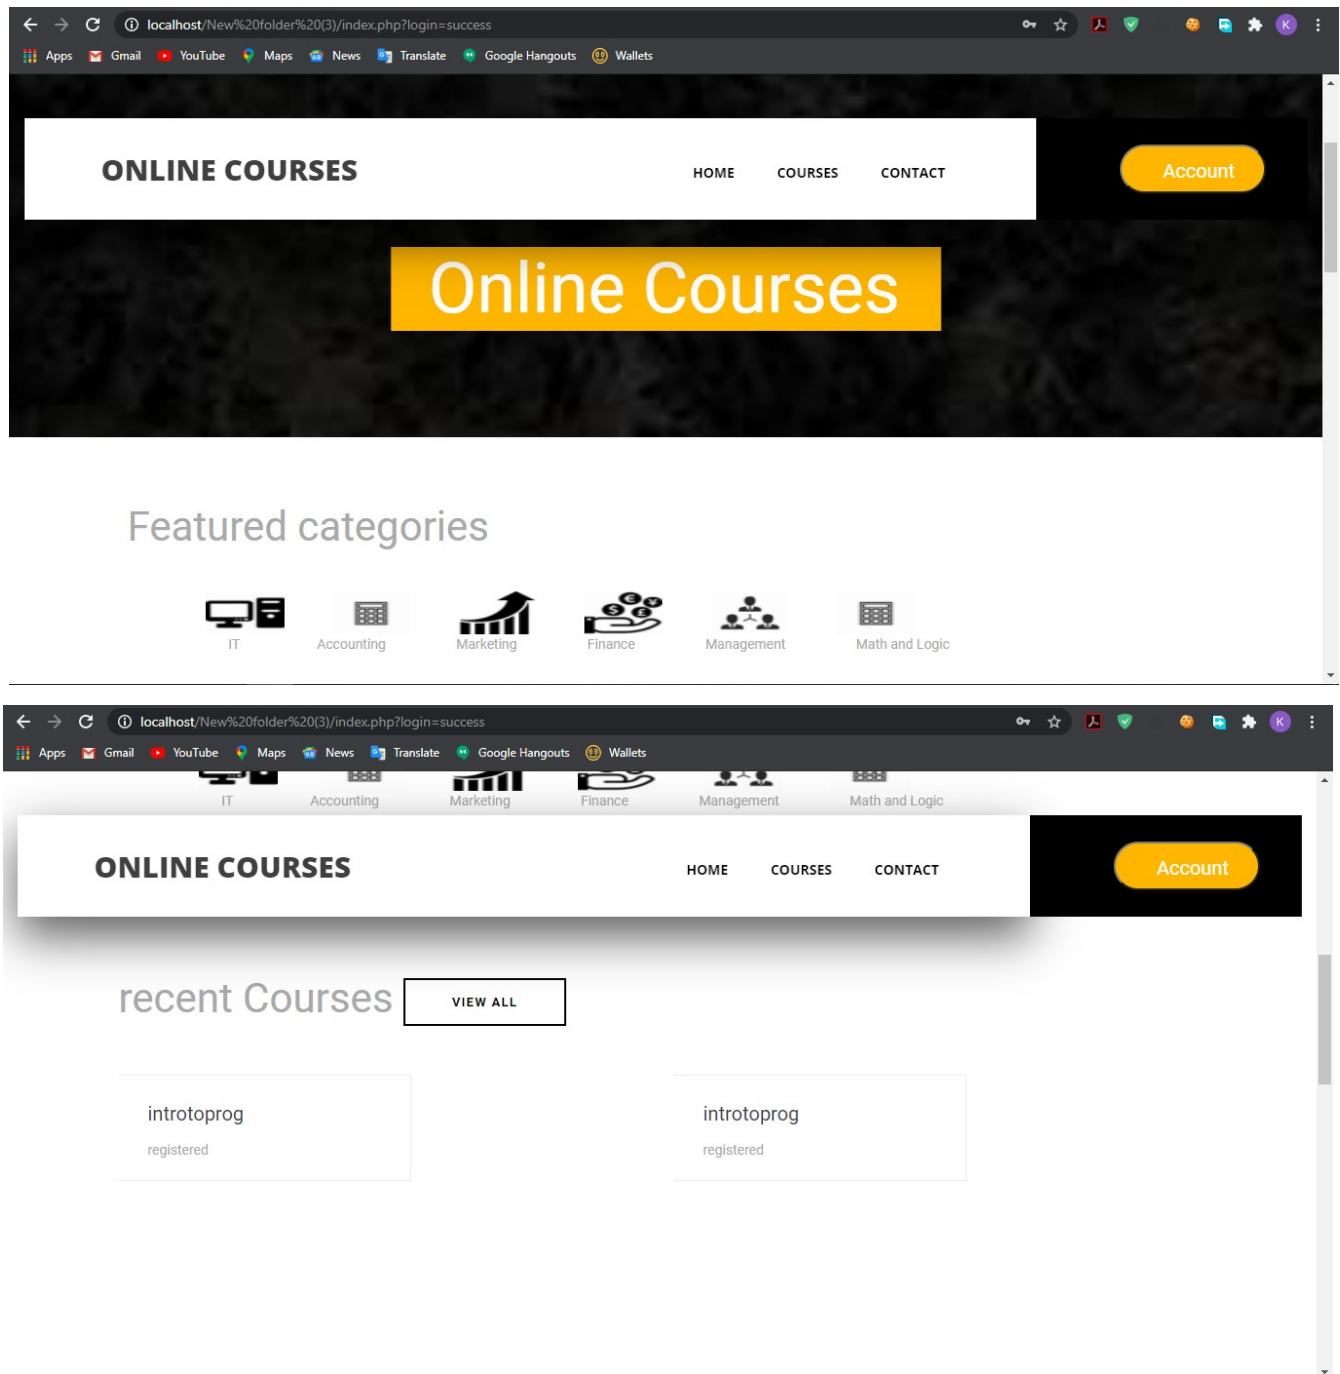 localhost/New%20folder%20(3)/index.php?login=success
K
Apps Gmail YouTube Maps News Translate Google Hangouts Wallets
ONLINE COURSES HOME COURSES CONTACT Account
Online Courses
Featured categories
IT Accounting Marketing Finance Management Math and Logic
localhost/New%20folder%20(3)/index.php?login=success
K
Apps Gmail YouTube Maps News Translate Google Hangouts Wallets
IT Accounting Marketing Finance Management Math and Logic
ONLINE COURSES HOME COURSES CONTACT Account
recent Courses VIEW ALL
introtoprog introtoprog
registered registered